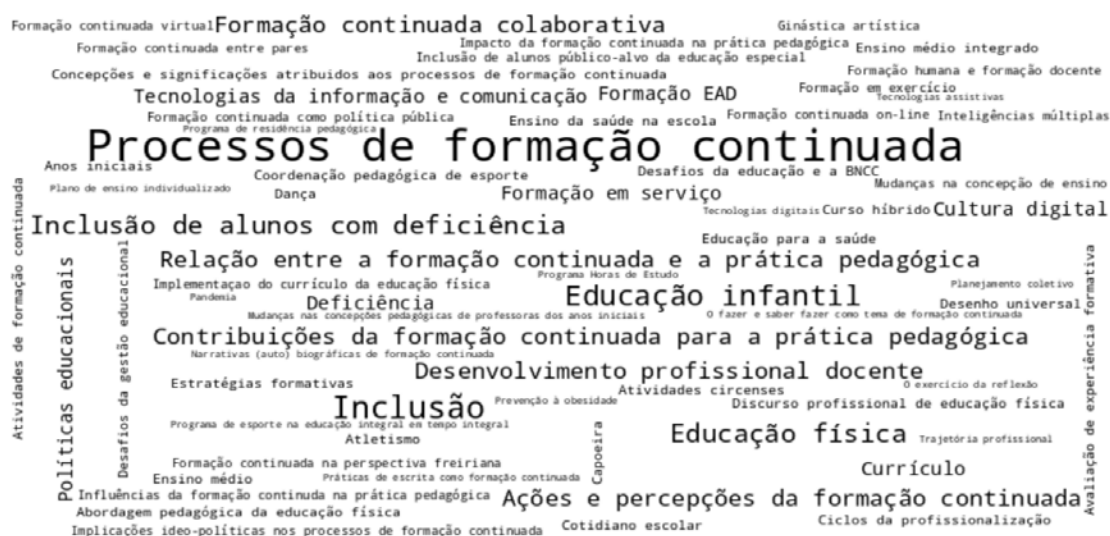 Formação continuada virtual
Formação continuada colaborativa
Ginástica artística
Formação continuada entre pares
Impacto da formação continuada na prática pedagógica
Ensino médio integrado
Inclusão de alunos público-alvo da educação especial
Concepções e significações atribuidos aos processos de formação continuada
Formação humana e formação docente
Tecnologias da informação e comunicação
Formação EAD
Formação em exercício
Tecnologias assistivas
Formação continuada como política pública
Ensino da saúde na escola
Formação continuada on-line
Inteligências múltiplas
Programa de residência pedagógica
Processos de formação continuada
Anos iniciais
Coordenação pedagógica de esporte
Desafios da educação e a BNCC
Plano de ensino individualizado
Dança
Formação em serviço
Mudanças na concepção de ensino
Tecnologias digitais
Curso híbrido
Cultura digital
Inclusão de alunos com deficiência
Educação para a saúde
Relação entre a formação continuada e a prática pedagógica
Programa Horas de Estudo
Implementaçao do currículo da educação física
Planejamento coletivo
Pandemia
Deficiência
Educação infantil
Desenho universal
Mudanças nas concepções pedagógicas de professoras dos anos iniciais
O fazer e saber fazer como tema de formação continuada
Contribuições da formação continuada para a prática pedagógica
Narrativas (auto) biográficas de formação continuada
Desenvolvimento profissional docente
Estratégias formativas
Atividades circenses
O exercício da reflexão
Inclusão
Prevenção à obesidade
Discurso profissional de educação física
Programa de esporte na educação integral em tempo integral
Atletismo
Capoeira
Educação física
Trajetória profissional
Formação continuada na perspectiva freiriana
Currículo
Ensino médio
Práticas de escrita como formação continuada
Influências da formação continuda na prática pedagógica
Ações e percepções da formação continuada
Abordagem pedagógica da educação física
Ciclos da profissionalização
Implicações ideo-políticas nos processos de formação continuada
Cotidiano escolar
Atividades de formação continuada
Políticas educacionais
Desafios da gestão educacional
Avaliação de experiência formativa